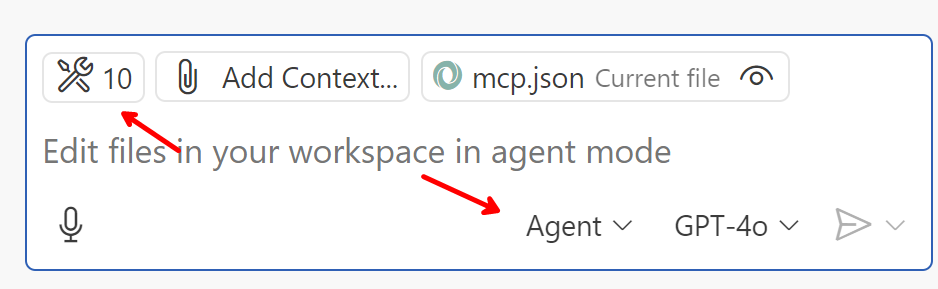 10 Add Context... mcp.json Current file
Edit files in your workspace in agent mode
Agent GPT-4o